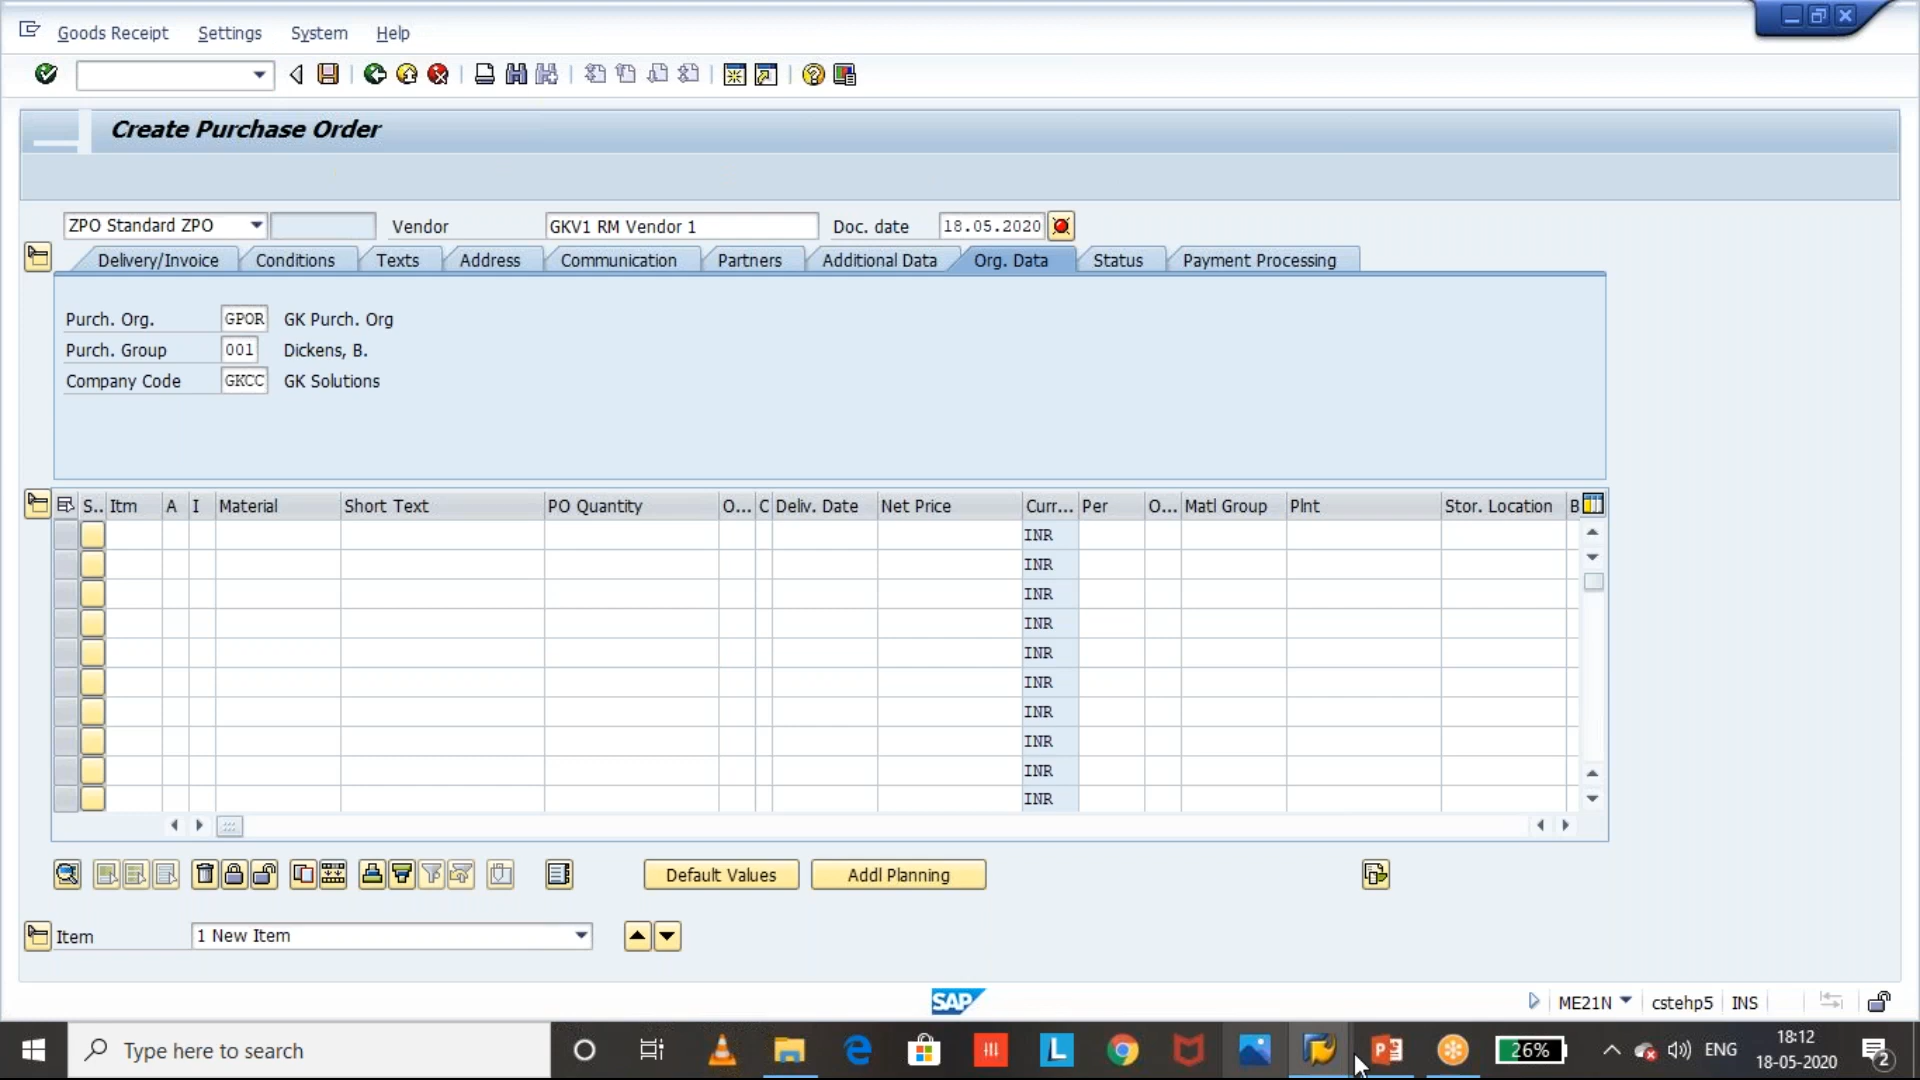 Goods Receipt Settings System Help
Create Purchase Order
ZPO Standard ZPO Vendor GKV1 RM Vendor 1 Doc. date 18.05.2020
Delivery/Invoice Conditions Texts Address Communication Partners Additional Data Org. Data Status Payment Processing
Purch. Org. GPOR GK Purch. Org
Purch. Group 001 Dickens, B.
Company Code GKCC GK Solutions
S.. Itm A I Material Short Text PO Quantity O... C Deliv. Date Net Price Curr... Per O... Matl Group Plnt Stor. Location B
INR
INR
INR
INR
INR
INR
INR
INR
INR
INR
Default Values Addl Planning
Item 1 New Item
SAP ME21N cstehp5 INS
Type here to search 26% ENG 18:12
18-05-2020 2